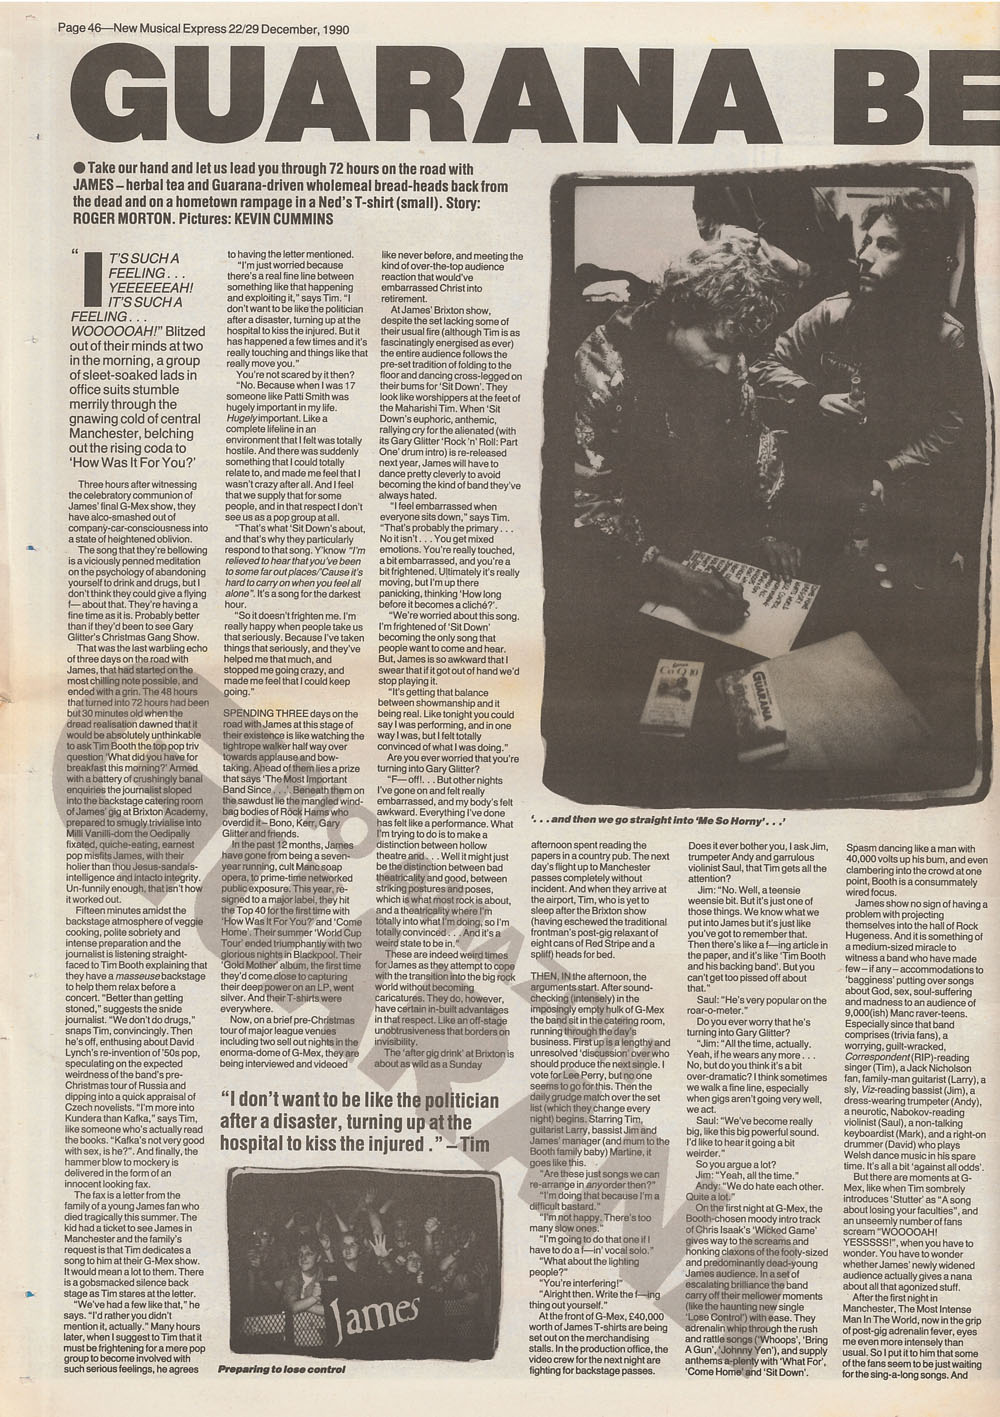 Page 46—New Musical Express 22/29 December, 1990
GUARANA BE
● Take our hand and let us lead you through 72 hours on the road with
JAMES – herbal tea and Guarana-driven wholemeal bread-heads back from
the dead and on a hometown rampage in a Ned's T-shirt (small). Story:
ROGER MORTON. Pictures: KEVIN CUMMINS
“IT'S SUCH A
FEELING . . .
YEEEEEEAH!
IT'S SUCH A
FEELING . . .
WOOOOOAH!” Blitzed
out of their minds at two
in the morning, a group
of sleet-soaked lads in
office suits stumble
merrily through the
gnawing cold of central
Manchester, belching
out the rising coda to
‘How Was It For You?’
Three hours after witnessing
the celebratory communion of
James' final G-Mex show, they
have alco-smashed out of
company-car-consciousness into
a state of heightened oblivion.
The song that they're bellowing
is a viciously penned meditation
on the psychology of abandoning
yourself to drink and drugs, but I
don't think they could give a flying
f— about that. They're having a
fine time as it is. Probably better
than if they'd been to see Gary
Glitter's Christmas Gang Show.
That was the last warbling echo
of three days on the road with
James, that had started on the
most chilling note possible, and
ended with a grin. The 48 hours
that turned into 72 hours had been
but 30 minutes old when the
dread realisation dawned that it
would be absolutely unthinkable
to ask Tim Booth the top pop triv
question ‘What did you have for
breakfast this morning?’ Armed
with a battery of crushingly banal
enquiries the journalist sloped
into the backstage catering room
of James' gig at Brixton Academy,
prepared to smugly trivialise into
Milli Vanilli-dom the Oedipally
fixated, quiche-eating, earnest
pop misfits James, with their
holier than thou Jesus-sandals-
intelligence and intacto integrity.
Un-funnily enough, that isn't how
it worked out.
Fifteen minutes amidst the
backstage atmosphere of veggie
cooking, polite sobriety and
intense preparation and the
journalist is listening straight-
faced to Tim Booth explaining that
they have a masseuse backstage
to help them relax before a
concert. “Better than getting
stoned,” suggests the snide
journalist. “We don't do drugs,”
snaps Tim, convincingly. Then
he's off, enthusing about David
Lynch's re-invention of '50s pop,
speculating on the expected
weirdness of the band's pre-
Christmas tour of Russia and
dipping into a quick appraisal of
Czech novelists. “I'm more into
Kundera than Kafka,” says Tim,
like someone who's actually read
the books. “Kafka's not very good
with sex, is he?”. And finally, the
hammer blow to mockery is
delivered in the form of an
innocent looking fax.
The fax is a letter from the
family of a young James fan who
died tragically this summer. The
kid had a ticket to see James in
Manchester and the family's
request is that Tim dedicates a
song to him at their G-Mex show.
It would mean a lot to them. There
is a gobsmacked silence back
stage as Tim stares at the letter.
“We've had a few like that,” he
says. “I'd rather you didn't
mention it, actually.” Many hours
later, when I suggest to Tim that it
must be frightening for a mere pop
group to become involved with
such serious feelings, he agrees
to having the letter mentioned.
“I'm just worried because
there's a real fine line between
something like that happening
and exploiting it,” says Tim. “I
don't want to be like the politician
after a disaster, turning up at the
hospital to kiss the injured. But it
has happened a few times and it's
really touching and things like that
really move you.”
You're not scared by it then?
“No. Because when I was 17
someone like Patti Smith was
hugely important in my life.
Hugely important. Like a
complete lifeline in an
environment that I felt was totally
hostile. And there was suddenly
something that I could totally
relate to, and made me feel that I
wasn't crazy after all. And I feel
that we supply that for some
people, and in that respect I don't
see us as a pop group at all.
“That's what ‘Sit Down's about,
and that's why they particularly
respond to that song. Y'know “I'm
relieved to hear that you've been
to some far out places/'Cause it's
hard to carry on when you feel all
alone”. It's a song for the darkest
hour.
“So it doesn't frighten me. I'm
really happy when people take us
that seriously. Because I've taken
things that seriously, and they've
helped me that much, and
stopped me going crazy, and
made me feel that I could keep
going.”
SPENDING THREE days on the
road with James at this stage of
their existence is like watching the
tightrope walker half way over
towards applause and bow-
taking. Ahead of them lies a prize
that says ‘The Most Important
Band Since. . . . Beneath them on
the sawdust lie the mangled wind-
bag bodies of Rock Hams who
overdid it – Bono, Kerr, Gary
Glitter and friends.
In the past 12 months, James
have gone from being a seven-
year running, cult Manc soap
opera, to prime-time networked
public exposure. This year, re-
signed to a major label, they hit
the Top 40 for the first time with
‘How Was It For You?’ and ‘Come
Home’. Their summer ‘World Cup
Tour’ ended triumphantly with two
glorious nights in Blackpool. Their
‘Gold Mother’ album, the first time
they'd come close to capturing
their deep power on an LP, went
silver. And their T-shirts were
everywhere.
Now, on a brief pre-Christmas
tour of major league venues
including two sell out nights in the
enorma-dome of G-Mex, they are
being interviewed and videoed
like never before, and meeting the
kind of over-the-top audience
reaction that would've
embarrassed Christ into
retirement.
At James' Brixton show,
despite the set lacking some of
their usual fire (although Tim is as
fascinatingly energised as ever)
the entire audience follows the
pre-set tradition of folding to the
floor and dancing cross-legged on
their bums for ‘Sit Down’. They
look like worshippers at the feet of
the Maharishi Tim. When ‘Sit
Down's euphoric, anthemic,
rallying cry for the alienated (with
its Gary Glitter ‘Rock 'n' Roll: Part
One’ drum intro) is re-released
next year, James will have to
dance pretty cleverly to avoid
becoming the kind of band they've
always hated.
“I feel embarrassed when
everyone sits down,” says Tim.
“That's probably the primary . . .
No it isn't . . . You get mixed
emotions. You're really touched,
a bit embarrassed, and you're a
bit frightened. Ultimately it's really
moving, but I'm up there
panicking, thinking ‘How long
before it becomes a cliché?’.
“We're worried about this song.
I'm frightened of ‘Sit Down’
becoming the only song that
people want to come and hear.
But, James is so awkward that I
swear that if it got out of hand we'd
stop playing it.
“It's getting that balance
between showmanship and it
being real. Like tonight you could
say I was performing, and in one
way I was, but I felt totally
convinced of what I was doing.”
Are you ever worried that you're
turning into Gary Glitter?
“F— off!. . . But other nights
I've gone on and felt really
embarrassed, and my body's felt
awkward. Everything I've done
has felt like a performance. What
I'm trying to do is to make a
distinction between hollow
theatre and . . . Well it might just
be the distinction between bad
theatrically and good, between
striking postures and poses,
which is what rock is about,
and a theatricality where I'm
totally into what I'm doing, so I'm
totally convinced . . . And it's a
weird state to be in.”
These are indeed weird times
for James as they attempt to cope
with the transition into the big rock
world without becoming
caricatures. They do, however,
have certain in-built advantages
in that respect. Like an off-stage
unobtrusiveness that borders on
invisibility.
The ‘after gig drink’ at Brixton is
about as wild as a Sunday
“I don't want to be like the politician
after a disaster, turning up at the
hospital to kiss the injured .” – Tim
James
Preparing to lose control
Co Q 10
GUARANA
‘. . . and then we go straight into ‘Me So Horny’ . . .’
afternoon spent reading the
papers in a country pub. The next
day's flight up to Manchester
passes completely without
incident. And when they arrive at
the airport, Tim, who is yet to
sleep after the Brixton show
(having eschewed the traditional
frontman's post-gig relaxant of
eight cans of Red Stripe and a
spliff) heads for bed.
THEN, IN the afternoon, the
arguments start. After sound-
checking (intensely) in the
imposingly empty hulk of G-Mex
the band sit in the catering room,
running through the day's
business. First up is a lengthy and
unresolved ‘discussion’ over who
should produce the next single. I
vote for Lee Perry, but no one
seems to go for this. Then the
daily grudge match over the set
list (which they change every
night) begins. Starring Tim,
guitarist Larry, bassist Jim and
James' manager (and mum to the
Booth family baby) Martine, it
goes like this.
“Are these just songs we can
re-arrange in any order then?”
“I'm doing that because I'm a
difficult bastard.”
“I'm not happy. There's too
many slow ones.”
“I'm going to do that one if I
have to do a f—in' vocal solo.”
“What about the lighting
people?”
“You're interfering!”
“Alright then. Write the f—ing
thing out yourself.”
At the front of G-Mex, £40,000
worth of James T-shirts are being
set out on the merchandising
stalls. In the production office, the
video crew for the next night are
fighting for backstage passes.
Does it ever bother you, I ask Jim,
trumpeter Andy and garrulous
violinist Saul, that Tim gets all the
attention?
Jim: “No. Well, a teensie
weensie bit. But it's just one of
those things. We know what we
put into James but it's just like
you've got to remember that.
Then there's like a f—ing article in
the paper, and it's like ‘Tim Booth
and his backing band’. But you
can't get too pissed off about
that.”
Saul: “He's very popular on the
roar-o-meter.”
Do you ever worry that he's
turning into Gary Glitter?
“Jim: “All the time, actually.
Yeah, if he wears any more . . .
No, but do you think it's a bit
over-dramatic? I think sometimes
we walk a fine line, especially
when gigs aren't going very well,
we act.
Saul: “We've become really
big, like this big powerful sound.
I'd like to hear it going a bit
weirder.”
So you argue a lot?
Jim: “Yeah, all the time.”
Andy: “We do hate each other.
Quite a lot.”
On the first night at G-Mex, the
Booth-chosen moody intro track
of Chris Isaak's ‘Wicked Game’
gives way to the screams and
honking claxons of the footy-sized
and predominantly dead-young
James audience. In a set of
escalating brilliance the band
carry off their mellower moments
(like the haunting new single
‘Lose Control’) with ease. They
adrenalin whip through the rush
and rattle songs (‘Whoops’, ‘Bring
A Gun’, ‘Johnny Yen’), and supply
anthems a-plenty with ‘What For’,
‘Come Home’ and ‘Sit Down’.
Spasm dancing like a man with
40,000 volts up his bum, and even
clambering into the crowd at one
point, Booth is a consummately
wired focus.
James show no sign of having a
problem with projecting
themselves into the hall of Rock
Hugeness. And it is something of
a medium-sized miracle to
witness a band who have made
few – if any – accommodations to
‘bagginess’ putting over songs
about God, sex, soul-suffering
and madness to an audience of
9,000(ish) Manc raver-teens.
Especially since that band
comprises (trivia fans), a
worrying, guilt-wracked,
Correspondent (RIP)-reading
singer (Tim), a Jack Nicholson
fan, family-man guitarist (Larry), a
sly, Viz-reading bassist (Jim), a
dress-wearing trumpeter (Andy),
a neurotic, Nabokov-reading
violinist (Saul), a non-talking
keyboardist (Mark), and a right-on
drummer (David) who plays
Welsh dance music in his spare
time. It's all a bit ‘against all odds’.
But there are moments at G-
Mex, like when Tim sombrely
introduces ‘Stutter’ as “A song
about losing your faculties”, and
an unseemly number of fans
scream “WOOOOAH!
YESSSSS!”, when you have to
wonder. You have to wonder
whether James' newly widened
audience actually gives a nana
about all that agonized stuff.
After the first night in
Manchester, The Most Intense
Man In The World, now in the grip
of post-gig adrenalin fever, eyes
me even more intensely than
usual. So I put it to him that some
of the fans seem to be just waiting
for the sing-a-long songs. And